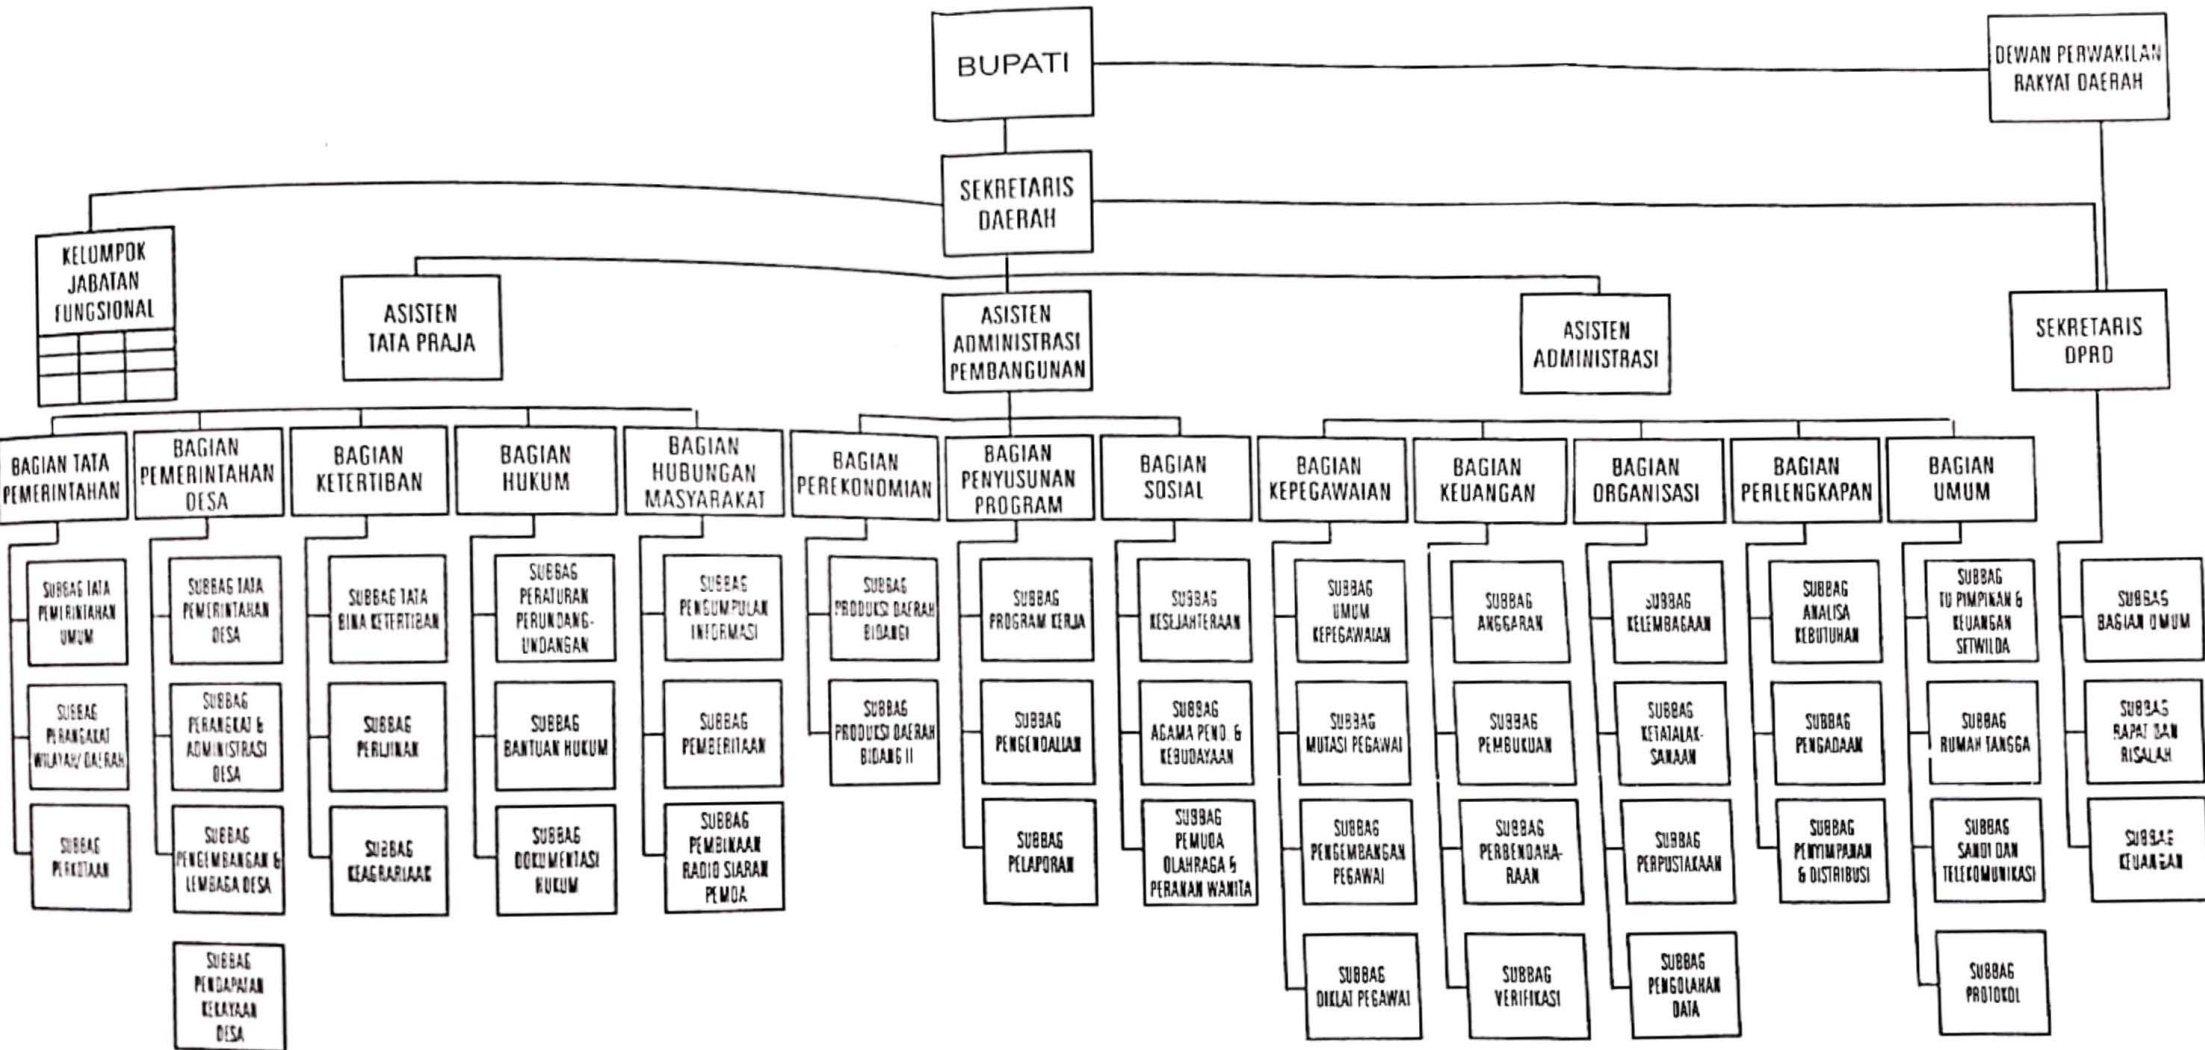 BUPATI
DEWAN PERWAKILAN
RAKYAT DAERAH
SEKRETARIS
DAERAH
KELOMPOK
JABATAN
FUNGSIONAL
ASISTEN
TATA PRAJA
ASISTEN
ADMINISTRASI
PEMBANGUNAN
ASISTEN
ADMINISTRASI
SEKRETARIS
DPRD
BAGIAN TATA
PEMERINTAHAN
BAGIAN
PEMERINTAHAN
DESA
BAGIAN
KETERTIBAN
BAGIAN
HUKUM
BAGIAN
HUBUNGAN
MASYARAKAT
BAGIAN
PEREKONOMIAN
BAGIAN
PENYUSUNAN
PROGRAM
BAGIAN
SOSIAL
BAGIAN
KEPEGAWAIAN
BAGIAN
KEUANGAN
BAGIAN
ORGANISASI
BAGIAN
PERLENGKAPAN
BAGIAN
UMUM
SUBBAG TATA
PEMERINTAHAN
UMUM
SUBBAG TATA
PEMERINTAHAN
DESA
SUBBAG TATA
BINA KETERTIBAN
SUBBAG
PERATURAN
PERUNDANG-
UNDANGAN
SUBBAG
PENGUMPULAN
INFORMASI
SUBBAG
PRODUKSI DAERAH
BIDANG I
SUBBAG
PROGRAM KERJA
SUBBAG
KESEJAHTERAAN
SUBBAG
UMUM
KEPEGAWAIAN
SUBBAG
ANGGARAN
SUBBAG
KELEMBAGAAN
SUBBAG
ANALISA
KEBUTUHAN
SUBBAG
TU PIMPINAN &
KEUANGAN
SETWILDA
SUBBAG
BAGIAN UMUM
SUBBAG
PERANGAKAT
WILAYAH/ DAERAH
SUBBAG
PERANGKAT &
ADMINISTRASI
DESA
SUBBAG
PERIJINAN
SUBBAG
BANTUAN HUKUM
SUBBAG
PEMBERITAAN
SUBBAG
PRODUKSI DAERAH
BIDANG II
SUBBAG
PENGENDALIAN
SUBBAG
AGAMA PEND. &
KEBUDAYAAN
SUBBAG
MUTASI PEGAWAI
SUBBAG
PEMBUKUAN
SUBBAG
KETATALAK-
SANAAN
SUBBAG
PENGADAAN
SUBBAG
RUMAH TANGGA
SUBBAG
RAPAT DAN
RISALAH
SUBBAG
PERKOTAAN
SUBBAG
PENGEMBANGAN &
LEMBAGA DESA
SUBBAG
KEAGRARIAAN
SUBBAG
DOKUMENTASI
HUKUM
SUBBAG
PEMBINAAN
RADIO SIARAN
PEMDA
SUBBAG
PELAPORAN
SUBBAG
PEMUDA
OLAHRAGA &
PERANAN WANITA
SUBBAG
PENGEMBANGAN
PEGAWAI
SUBBAG
PERBENDAHA-
RAAN
SUBBAG
PERPUSTAKAAN
SUBBAG
PENYIMPANAN
& DISTRIBUSI
SUBBAG
SANDI DAN
TELEKOMUNIKASI
SUBBAG
KEUANGAN
SUBBAG
PENDAPATAN
KEKAYAAN
DESA
SUBBAG
DIKLAT PEGAWAI
SUBBAG
VERIFIKASI
SUBBAG
PENGOLAHAN
DATA
SUBBAG
PROTOKOL